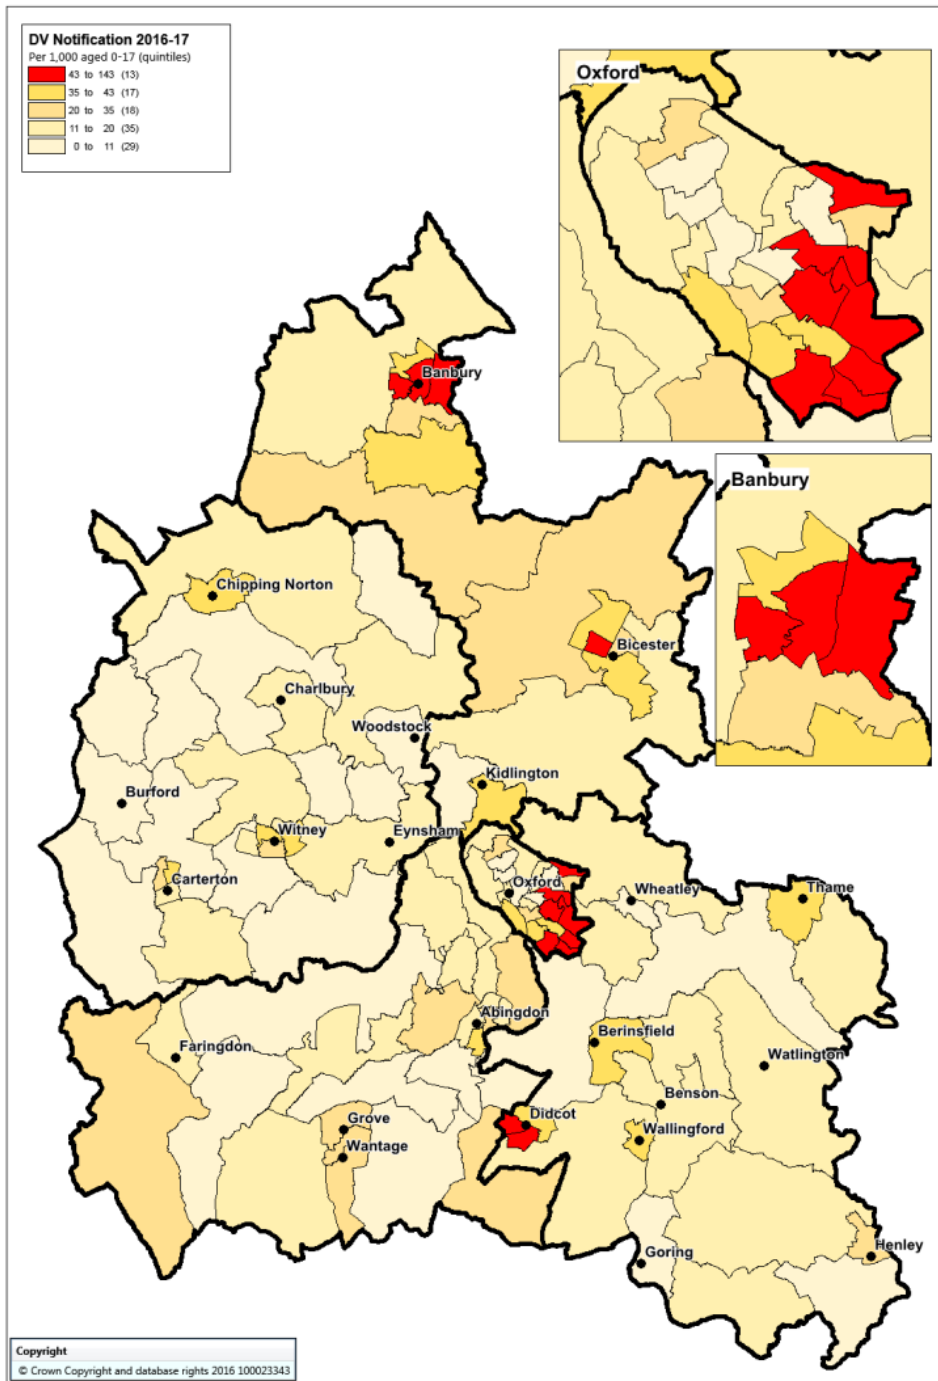 DV Notification 2016-17
Per 1,000 aged 0-17 (quintiles)
43 to 143 (13)
35 to 43 (17)
20 to 35 (18)
11 to 20 (35)
0 to 11 (29)
Oxford
Banbury
Banbury
Chipping Norton
Bicester
Charlbury
Woodstock
Kidlington
Burford
Witney
Eynsham
Carterton
Oxford
Wheatley
Thame
Abingdon
Berinsfield
Faringdon
Watlington
Benson
Didcot
Grove
Wallingford
Wantage
Henley
Goring
Copyright
© Crown Copyright and database rights 2016 100023343